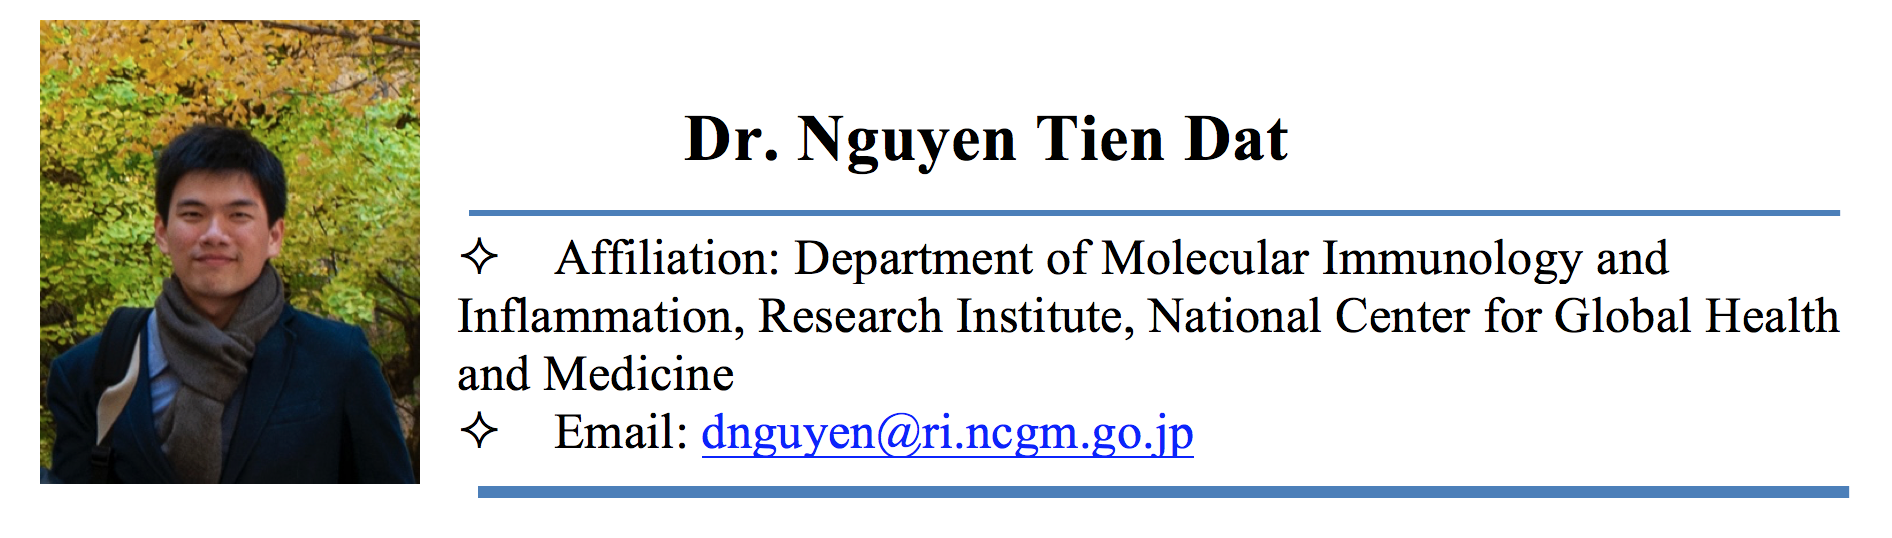 Dr. Nguyen Tien Dat
✧ Affiliation: Department of Molecular Immunology and
Inflammation, Research Institute, National Center for Global Health
and Medicine
✧ Email: dnguyen@ri.ncgm.go.jp